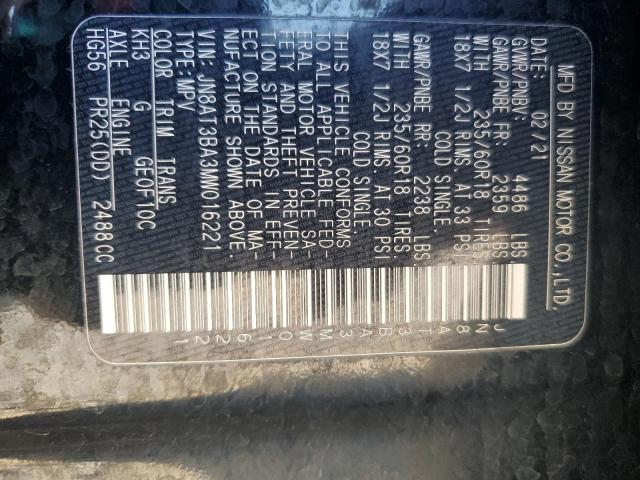 MFD BY NISSAN MOTOR CO.,LTD.
DATE: 02/21
GVWR/PNBV: 4486 LBS.
GAWR/PNBE FR: 2359 LBS.
WITH 235/60R18 TIRES
18X7 1/2J RIMS AT 33 PSI
COLD SINGLE
GAWR/PNBE RR: 2238 LBS.
WITH 235/60R18 TIRES
18X7 1/2J RIMS AT 30 PSI
COLD SINGLE
THIS VEHICLE CONFORMS
TO ALL APPLICABLE FED-
ERAL MOTOR VEHICLE SA-
FETY AND THEFT PREVEN-
TION STANDARDS IN EFF-
ECT ON THE DATE OF MA-
NUFACTURE SHOWN ABOVE.
VIN: JN8AT3BA3MW016221
TYPE: MPV
COLOR TRIM TRANS
KH3 G GE0F10C
AXLE ENGINE
HG56 PR25(DD) 2488CC
JN8AT3BA3MW016221